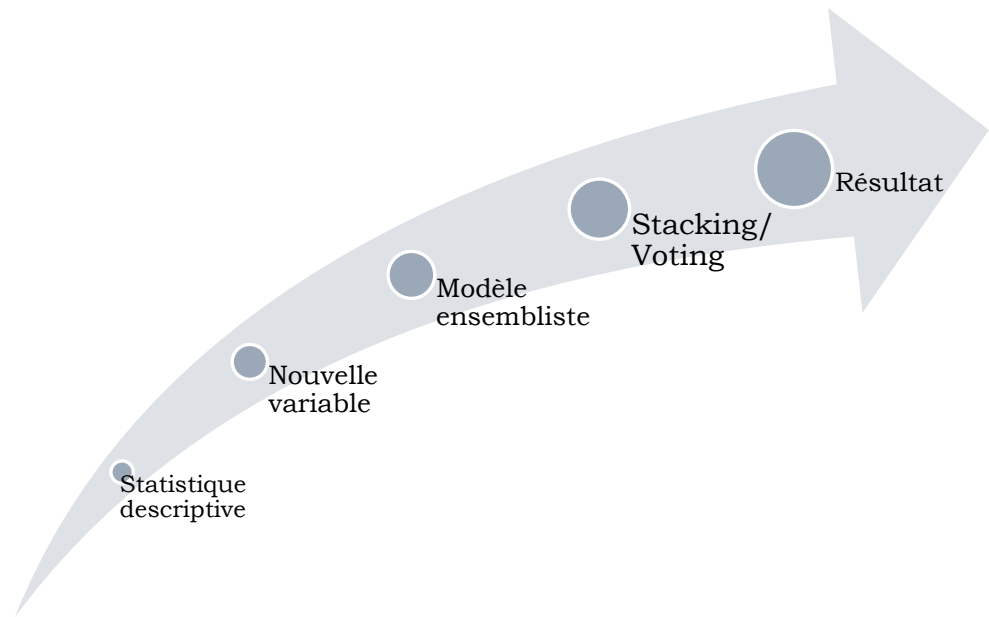 Statistique
descriptive
Nouvelle
variable
Modèle
ensembliste
Stacking/
Voting
Résultat